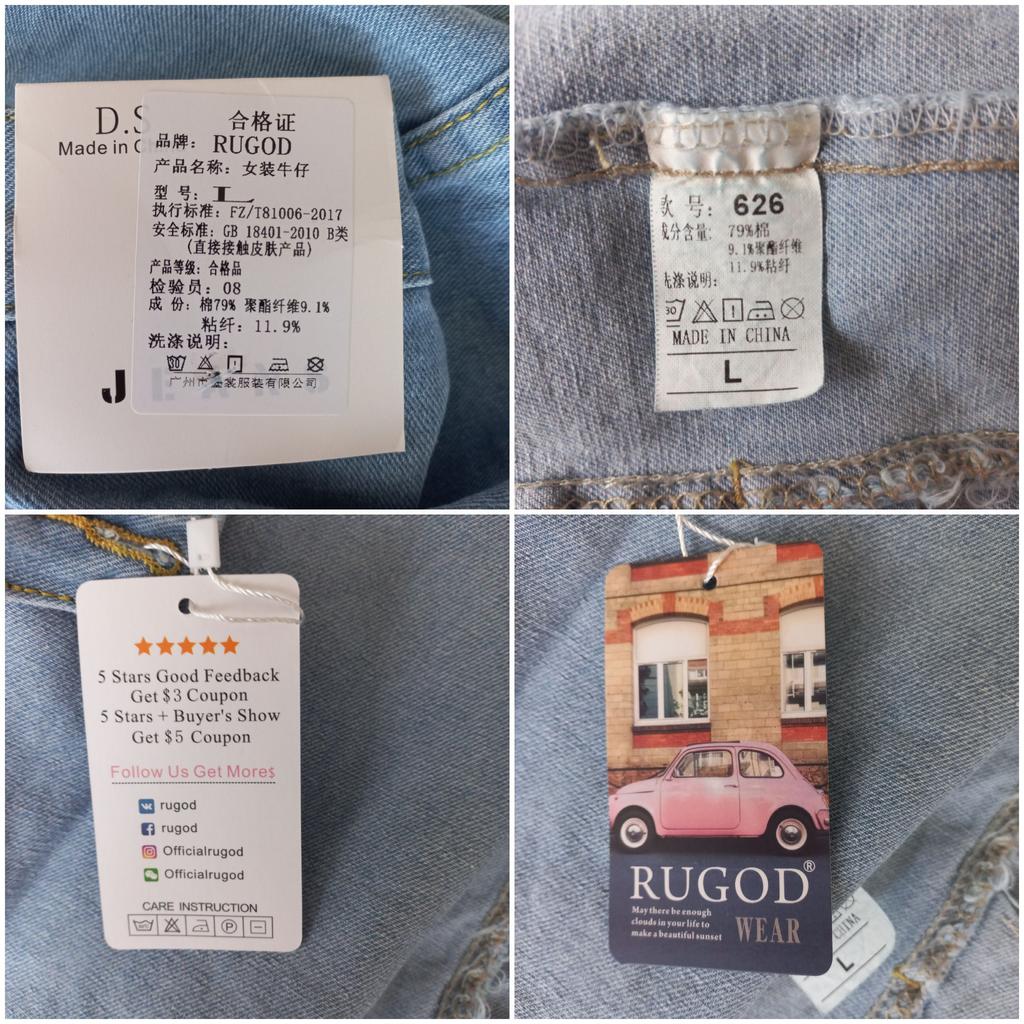 D.S
Made in
合格证
品牌: RUGOD
产品名称: 女装牛仔
型 号: L
执行标准: FZ/T81006-2017
安全标准: GB 18401-2010 B类
(直接接触皮肤产品)
产品等级: 合格品
检验员: 08
成 份: 棉79% 聚酯纤维9.1%
粘纤: 11.9%
洗涤说明:
J
服装有限公司
款 号: 626
成分含量: 79%棉
9.1%聚酯纤维
11.9%粘纤
洗涤说明:
30
MADE IN CHINA
L
5 Stars Good Feedback
Get $3 Coupon
5 Stars + Buyer's Show
Get $5 Coupon
Follow Us Get More$
rugod
rugod
Officialrugod
Officialrugod
CARE INSTRUCTION
P
RUGOD®
May there be enough
clouds in your life to
make a beautiful sunset
WEAR
CHINA
L